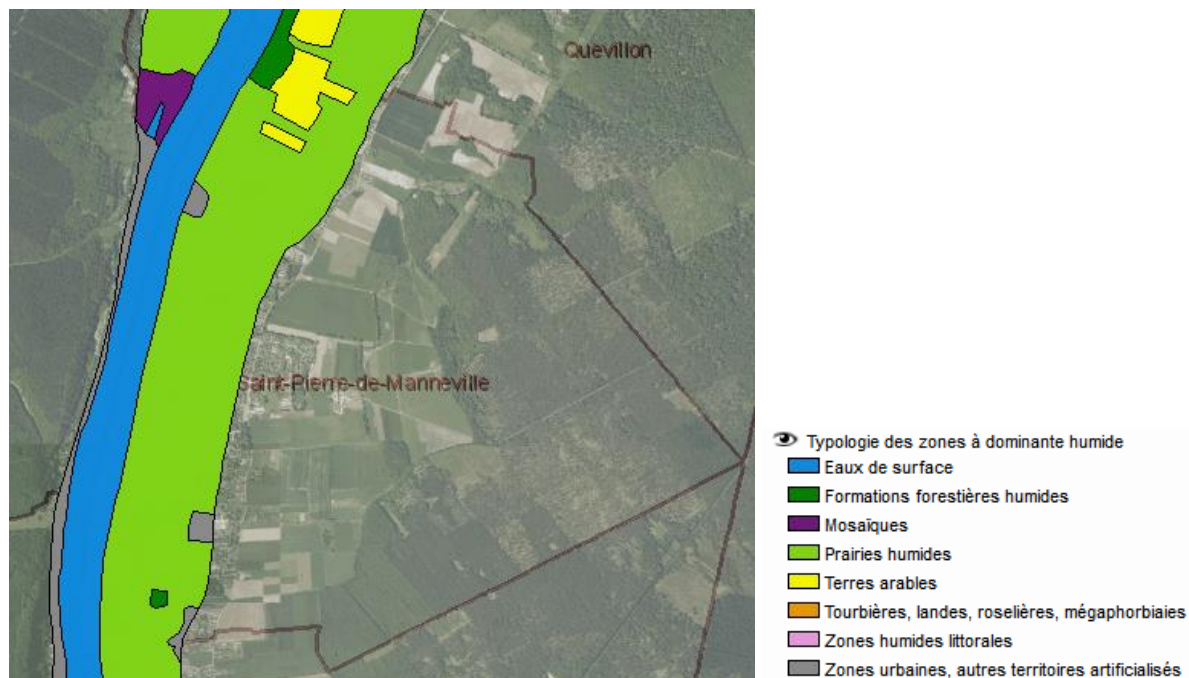 Quevillon
Saint-Pierre-de-Manneville
Typologie des zones à dominante humide
Eaux de surface
Formations forestières humides
Mosaïques
Prairies humides
Terres arables
Tourbières, landes, roselières, mégaphorbiaies
Zones humides littorales
Zones urbaines, autres territoires artificialisés